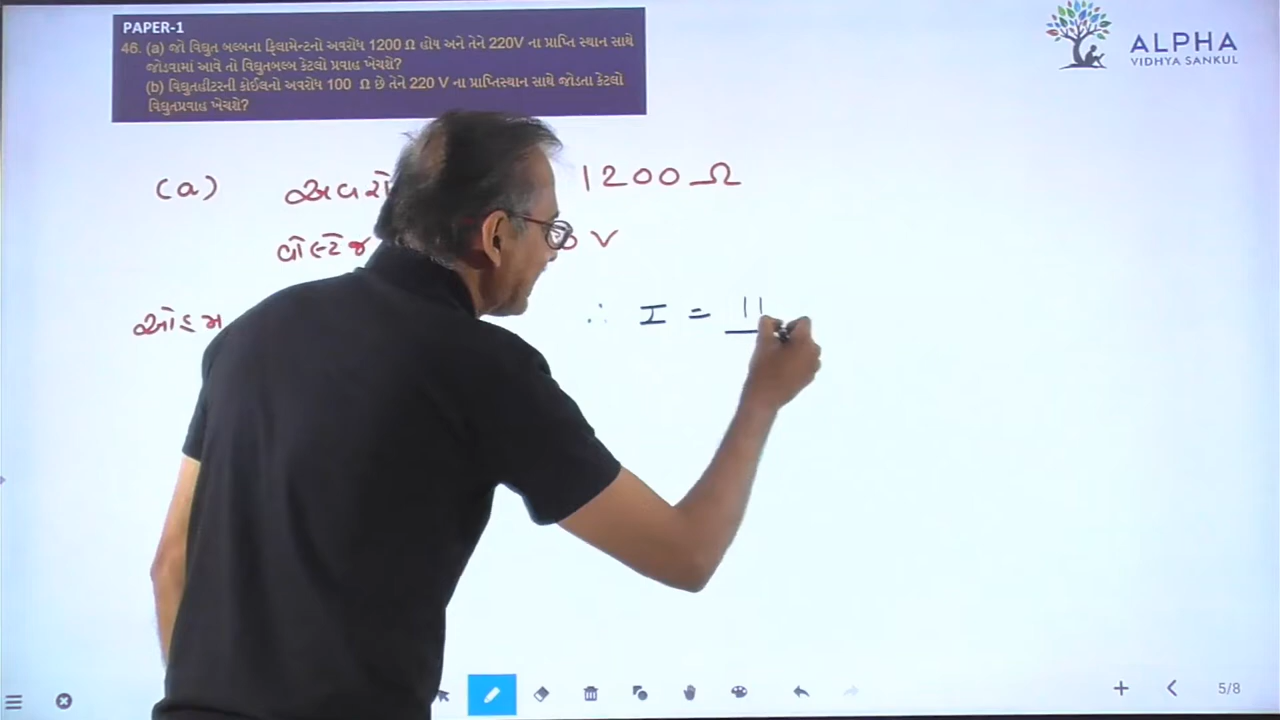 PAPER-1
46. (a) જો વિદ્યુત બલ્બના ફિલામેન્ટનો અવરોધ 1200 Ω હોય અને તેને 220V ના પ્રાપ્તિ સ્થાન સાથે
જોડવામાં આવે તો વિદ્યુતબલ્બ કેટલો પ્રવાહ ખેંચશે?
(b) વિદ્યુતહીટરની કોઈલનો અવરોધ 100 Ω છે તેને 220 V ના પ્રાપ્તિસ્થાન સાથે જોડતા કેટલો
વિદ્યુતપ્રવાહ ખેંચશે?
ALPHA
VIDHYA SANKUL
(a) 1200 Ω
વોલ્ટેજ V
ઓહમ ∴ I = 11
5/8